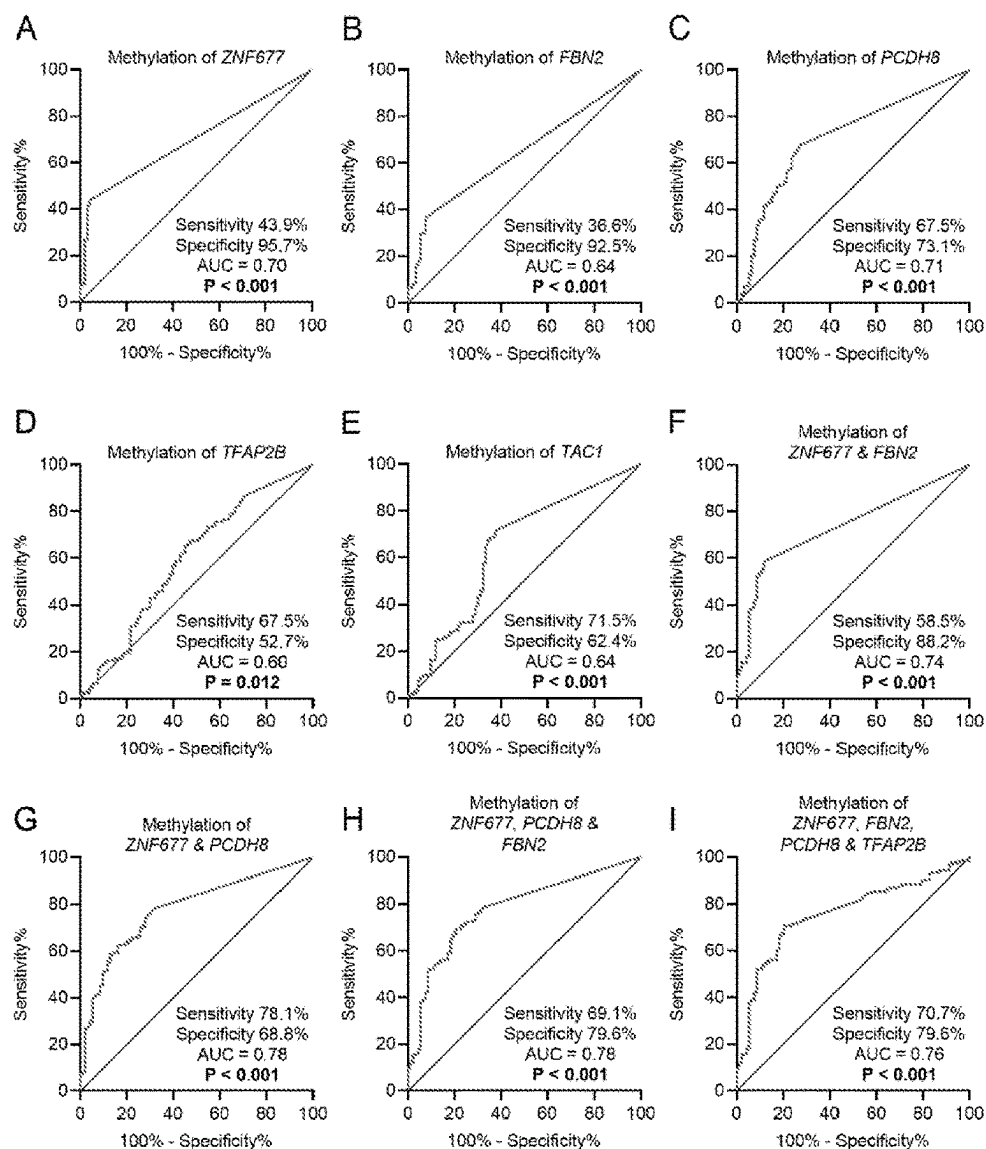 A
Methylation of ZNF677
Sensitivity%
100
80
60
40
20
0
Sensitivity 43.9%
Specificity 95.7%
AUC = 0.70
P < 0.001
0 20 40 60 80 100
100% - Specificity%
B
Methylation of FBN2
Sensitivity%
100
80
60
40
20
0
Sensitivity 36.6%
Specificity 92.5%
AUC = 0.64
P < 0.001
0 20 40 60 80 100
100% - Specificity%
C
Methylation of PCDH8
Sensitivity%
100
80
60
40
20
0
Sensitivity 67.5%
Specificity 73.1%
AUC = 0.71
P < 0.001
0 20 40 60 80 100
100% - Specificity%
D
Methylation of TFAP2B
Sensitivity%
100
80
60
40
20
0
Sensitivity 67.5%
Specificity 52.7%
AUC = 0.60
P = 0.012
0 20 40 60 80 100
100% - Specificity%
E
Methylation of TAC1
Sensitivity%
100
80
60
40
20
0
Sensitivity 71.5%
Specificity 62.4%
AUC = 0.64
P < 0.001
0 20 40 60 80 100
100% - Specificity%
F
Methylation of
ZNF677 & FBN2
Sensitivity%
100
80
60
40
20
0
Sensitivity 58.5%
Specificity 88.2%
AUC = 0.74
P < 0.001
0 20 40 60 80 100
100% - Specificity%
G
Methylation of
ZNF677 & PCDH8
Sensitivity%
100
80
60
40
20
0
Sensitivity 78.1%
Specificity 68.8%
AUC = 0.78
P < 0.001
0 20 40 60 80 100
100% - Specificity%
H
Methylation of
ZNF677, PCDH8 &
FBN2
Sensitivity%
100
80
60
40
20
0
Sensitivity 69.1%
Specificity 79.6%
AUC = 0.78
P < 0.001
0 20 40 60 80 100
100% - Specificity%
I
Methylation of
ZNF677, FBN2,
PCDH8 & TFAP2B
Sensitivity%
100
80
60
40
20
0
Sensitivity 70.7%
Specificity 79.6%
AUC = 0.76
P < 0.001
0 20 40 60 80 100
100% - Specificity%